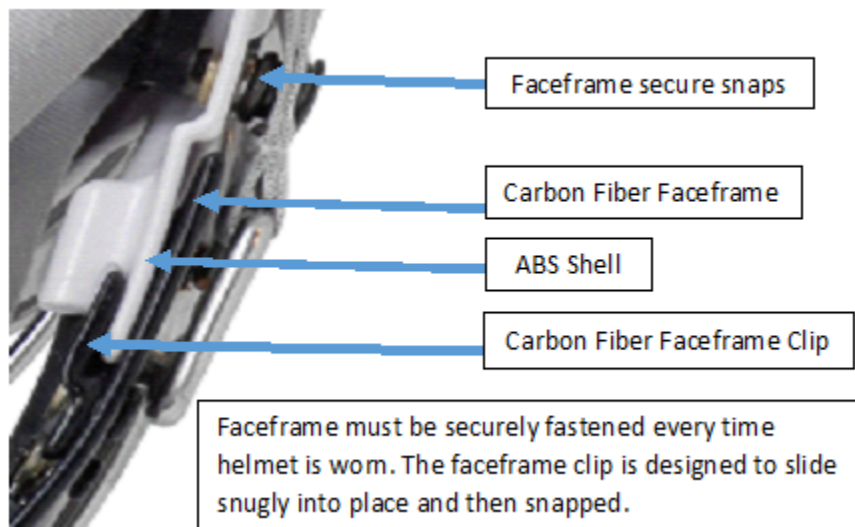 Faceframe secure snaps
Carbon Fiber Faceframe
ABS Shell
Carbon Fiber Faceframe Clip
Faceframe must be securely fastened every time
helmet is worn. The faceframe clip is designed to slide
snugly into place and then snapped.